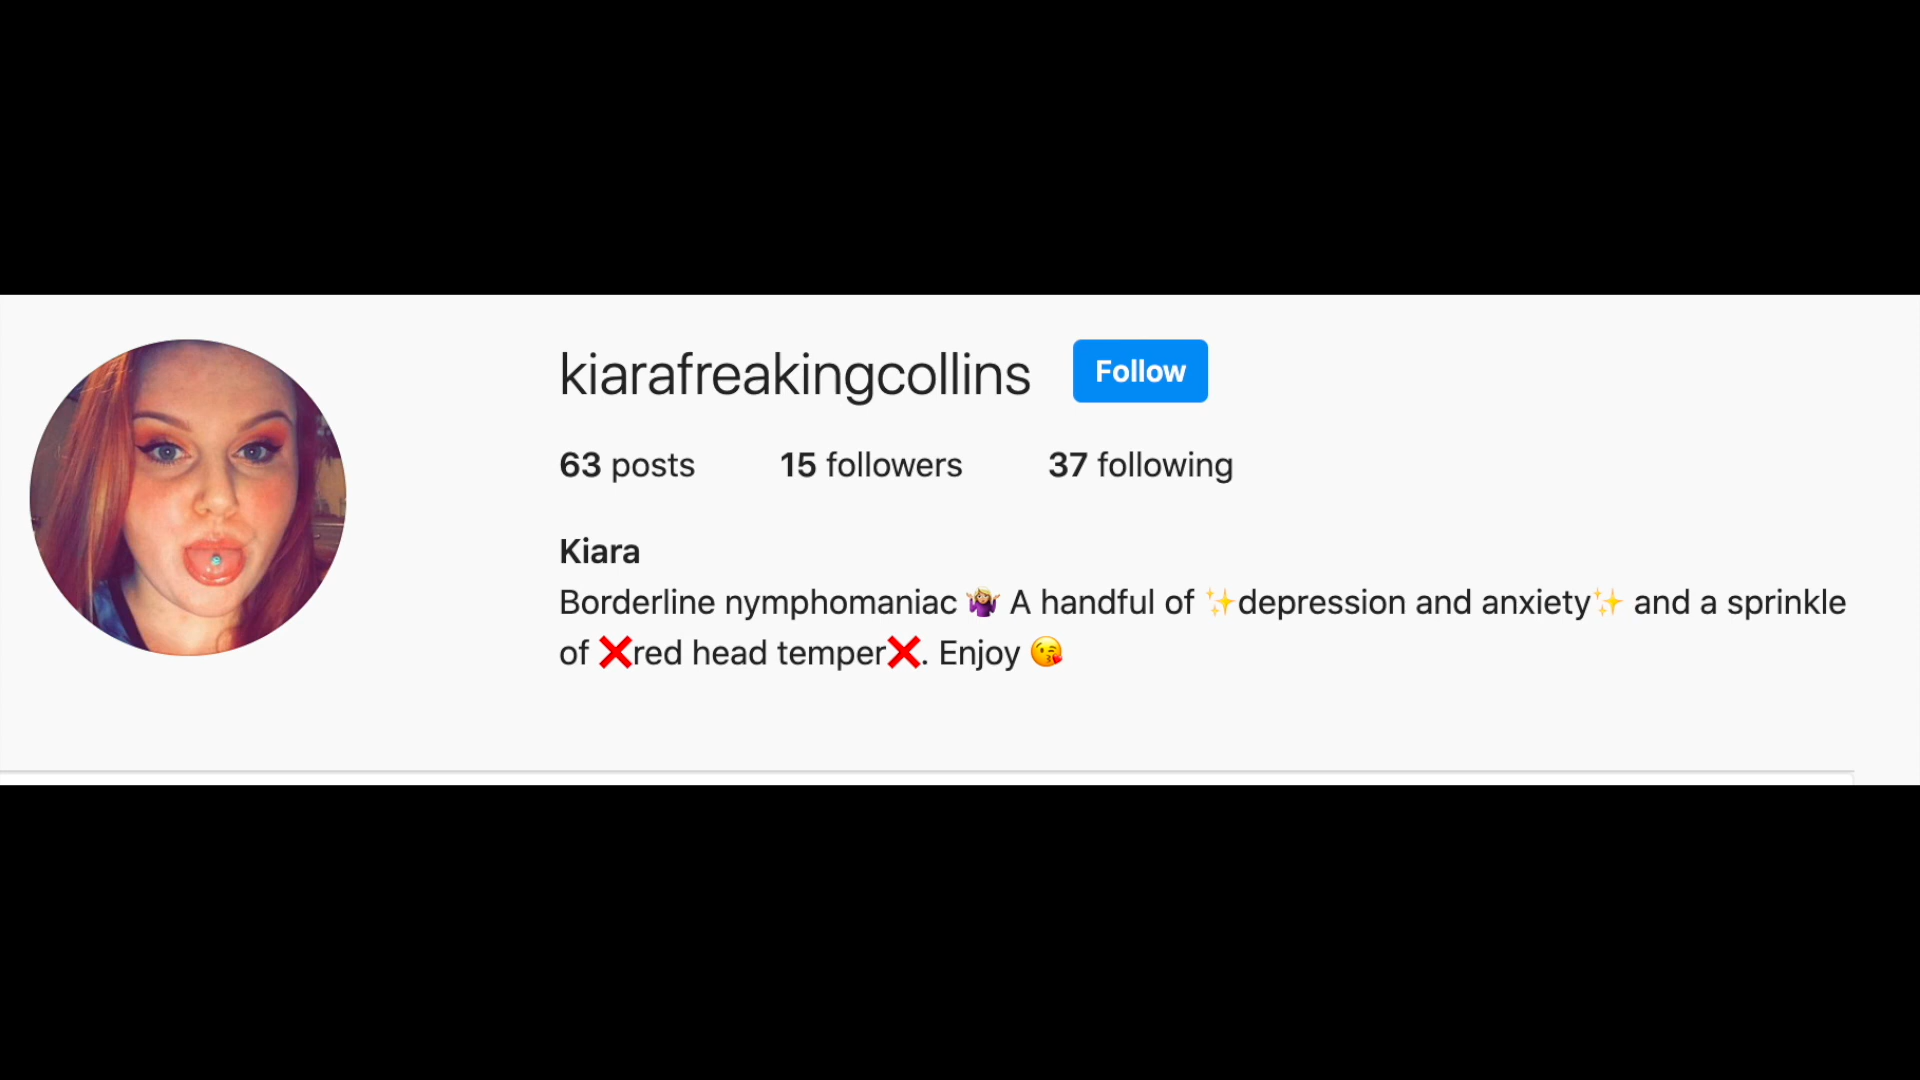 kiarafreakingcollins Follow
63 posts 15 followers 37 following
Kiara
Borderline nymphomaniac 🤷🏼‍♀️ A handful of ✨depression and anxiety✨ and a sprinkle
of ❌red head temper❌. Enjoy 😘